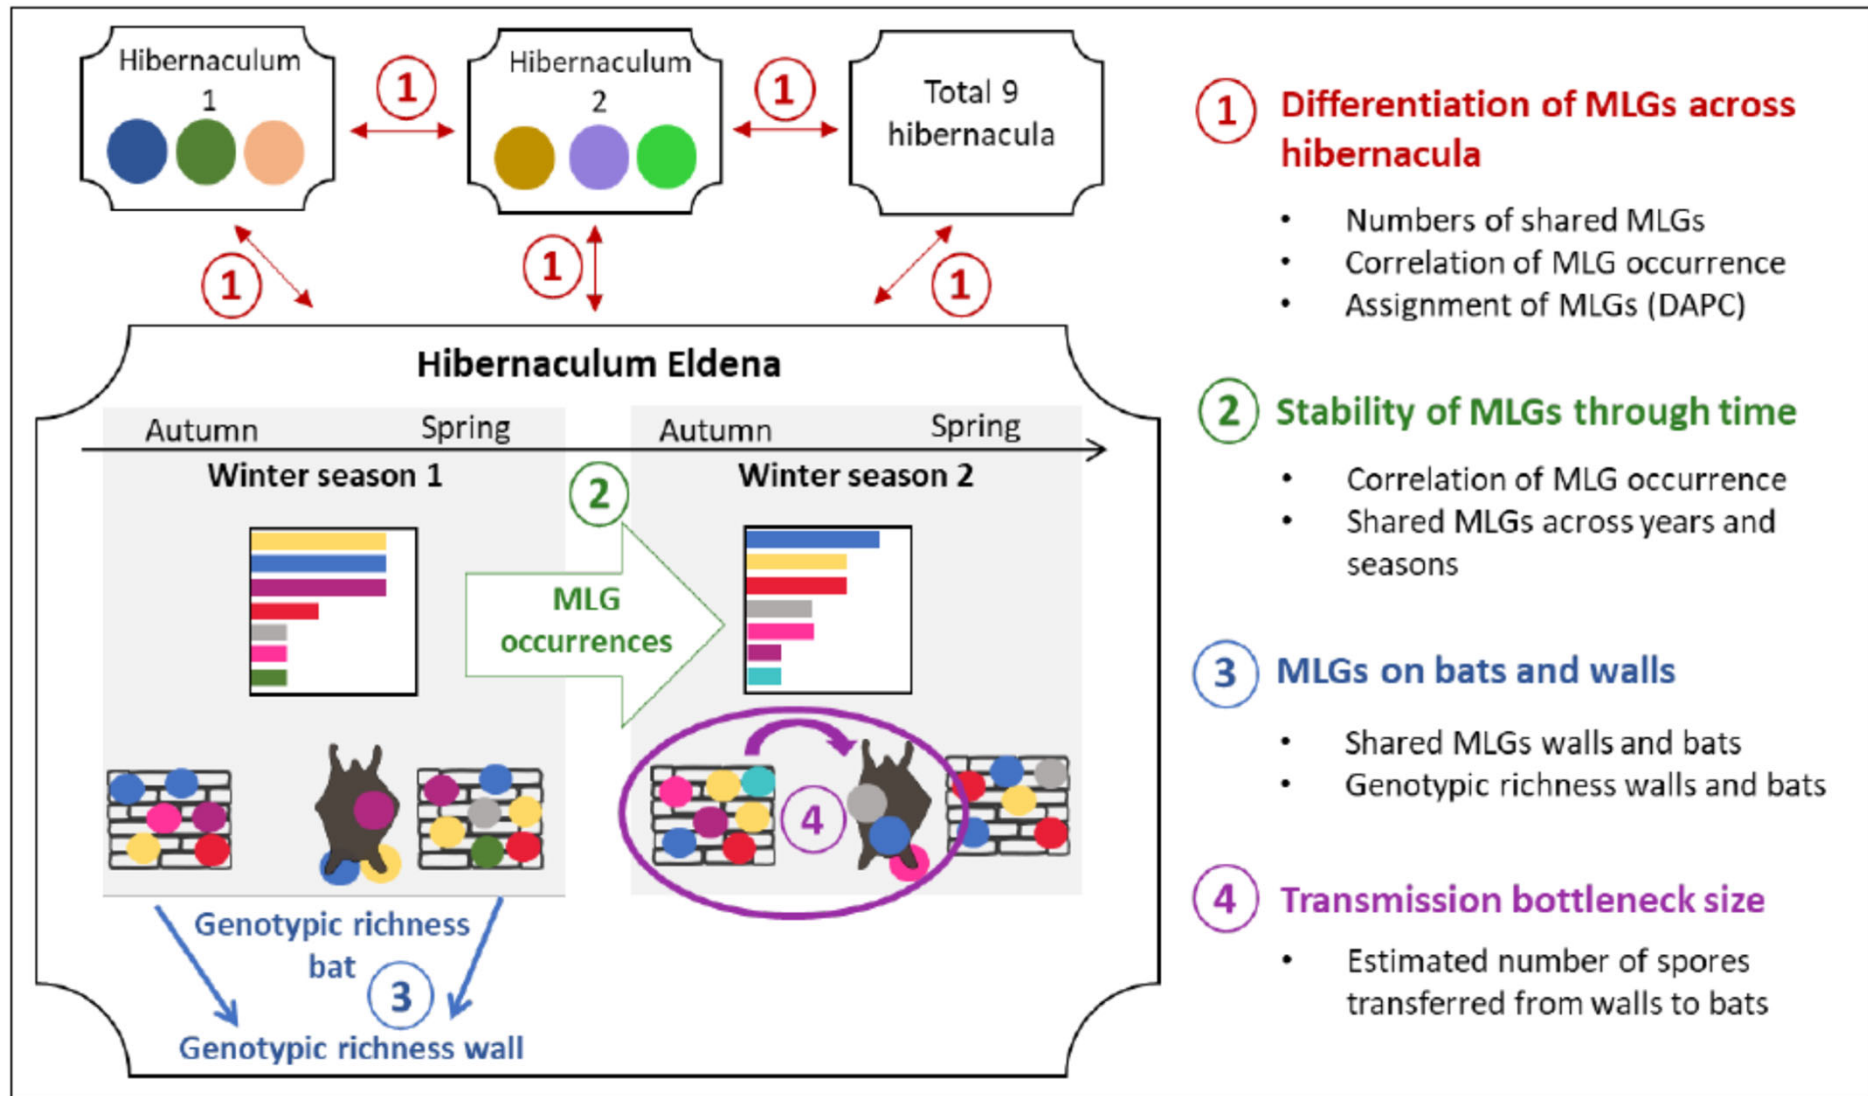 Hibernaculum
1
1
Hibernaculum
2
1
Total 9
hibernacula
1
1
1
Hibernaculum Eldena
Autumn
Spring
Autumn
Spring
Winter season 1
Winter season 2
2
MLG
occurrences
4
Genotypic richness
bat
3
Genotypic richness wall
1
Differentiation of MLGs across
hibernacula
• Numbers of shared MLGs
• Correlation of MLG occurrence
• Assignment of MLGs (DAPC)
2
Stability of MLGs through time
• Correlation of MLG occurrence
• Shared MLGs across years and
seasons
3
MLGs on bats and walls
• Shared MLGs walls and bats
• Genotypic richness walls and bats
4
Transmission bottleneck size
• Estimated number of spores
transferred from walls to bats